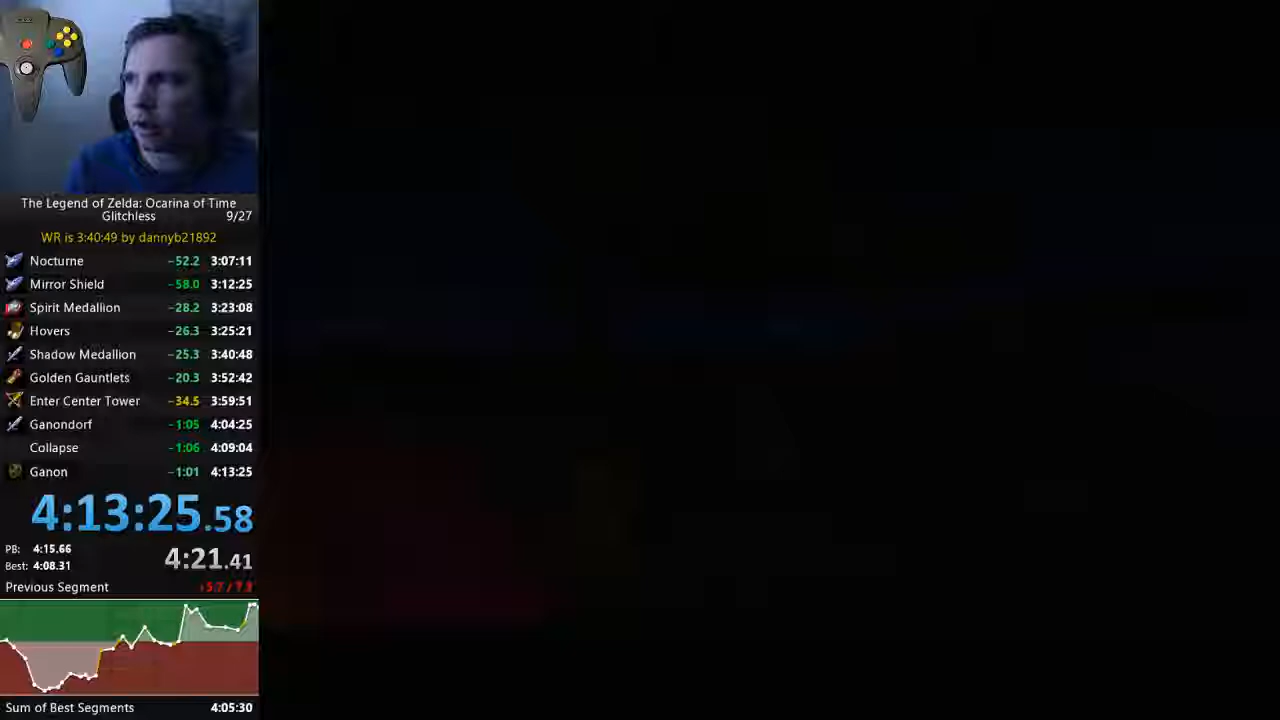 The Legend of Zelda: Ocarina of Time
Glitchless 9/27
WR is 3:40:49 by dannyb21892
Nocturne -52.2 3:07:11
Mirror Shield -58.0 3:12:25
Spirit Medallion -28.2 3:23:08
Hovers -26.3 3:25:21
Shadow Medallion -25.3 3:40:48
Golden Gauntlets -20.3 3:52:42
Enter Center Tower -34.5 3:59:51
Ganondorf -1:05 4:04:25
Collapse -1:06 4:09:04
Ganon -1:01 4:13:25
4:13:25.58
PB: 4:15.66
Best: 4:08.31
4:21.41
Previous Segment +5.7 / 7.3
Sum of Best Segments 4:05:30